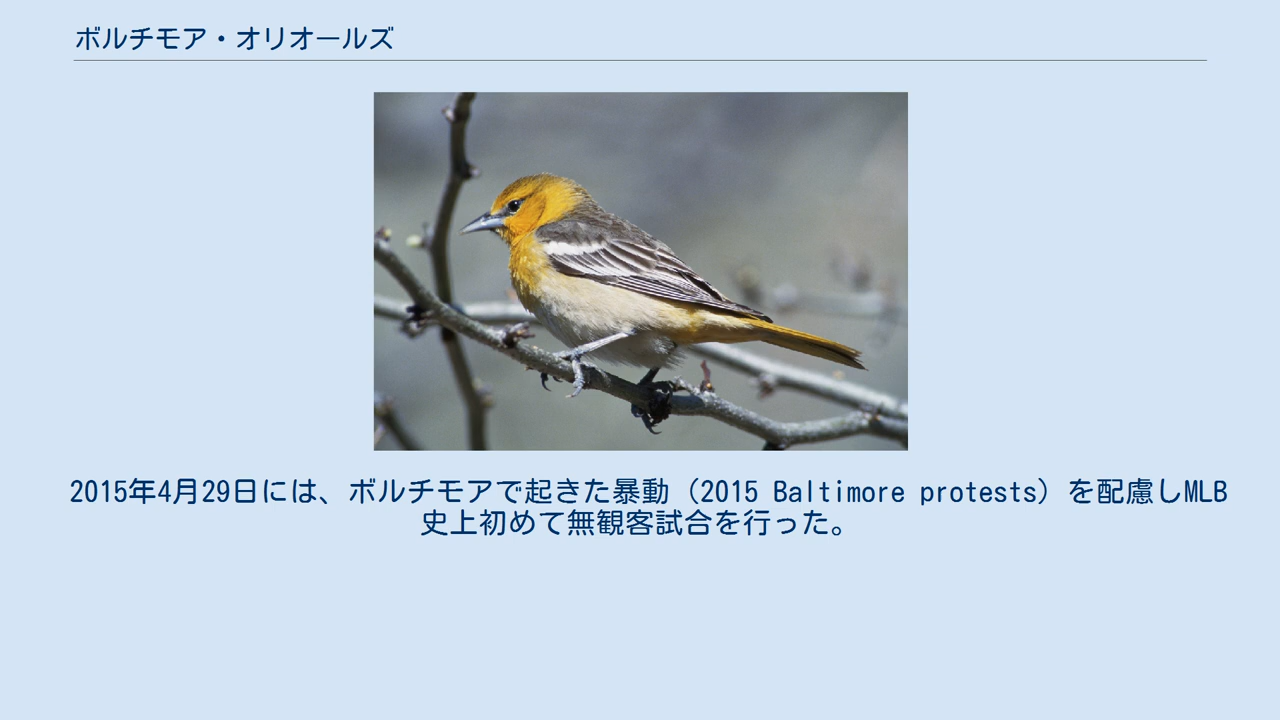 ボルチモア・オリオールズ
2015年4月29日には、ボルチモアで起きた暴動（2015 Baltimore protests）を配慮しMLB
史上初めて無観客試合を行った。